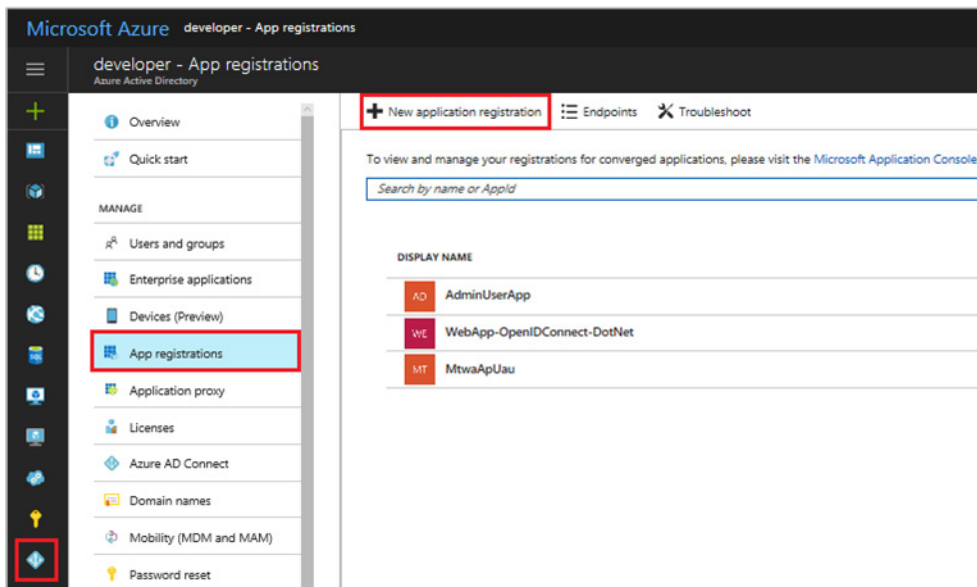 Microsoft Azure developer - App registrations
developer - App registrations
Azure Active Directory
Overview
Quick start
MANAGE
Users and groups
Enterprise applications
Devices (Preview)
App registrations
Application proxy
Licenses
Azure AD Connect
Domain names
Mobility (MDM and MAM)
Password reset
New application registration Endpoints Troubleshoot
To view and manage your registrations for converged applications, please visit the Microsoft Application Console
Search by name or AppId
DISPLAY NAME
AD AdminUserApp
WE WebApp-OpenIDConnect-DotNet
MT MtwaApUau
SQL